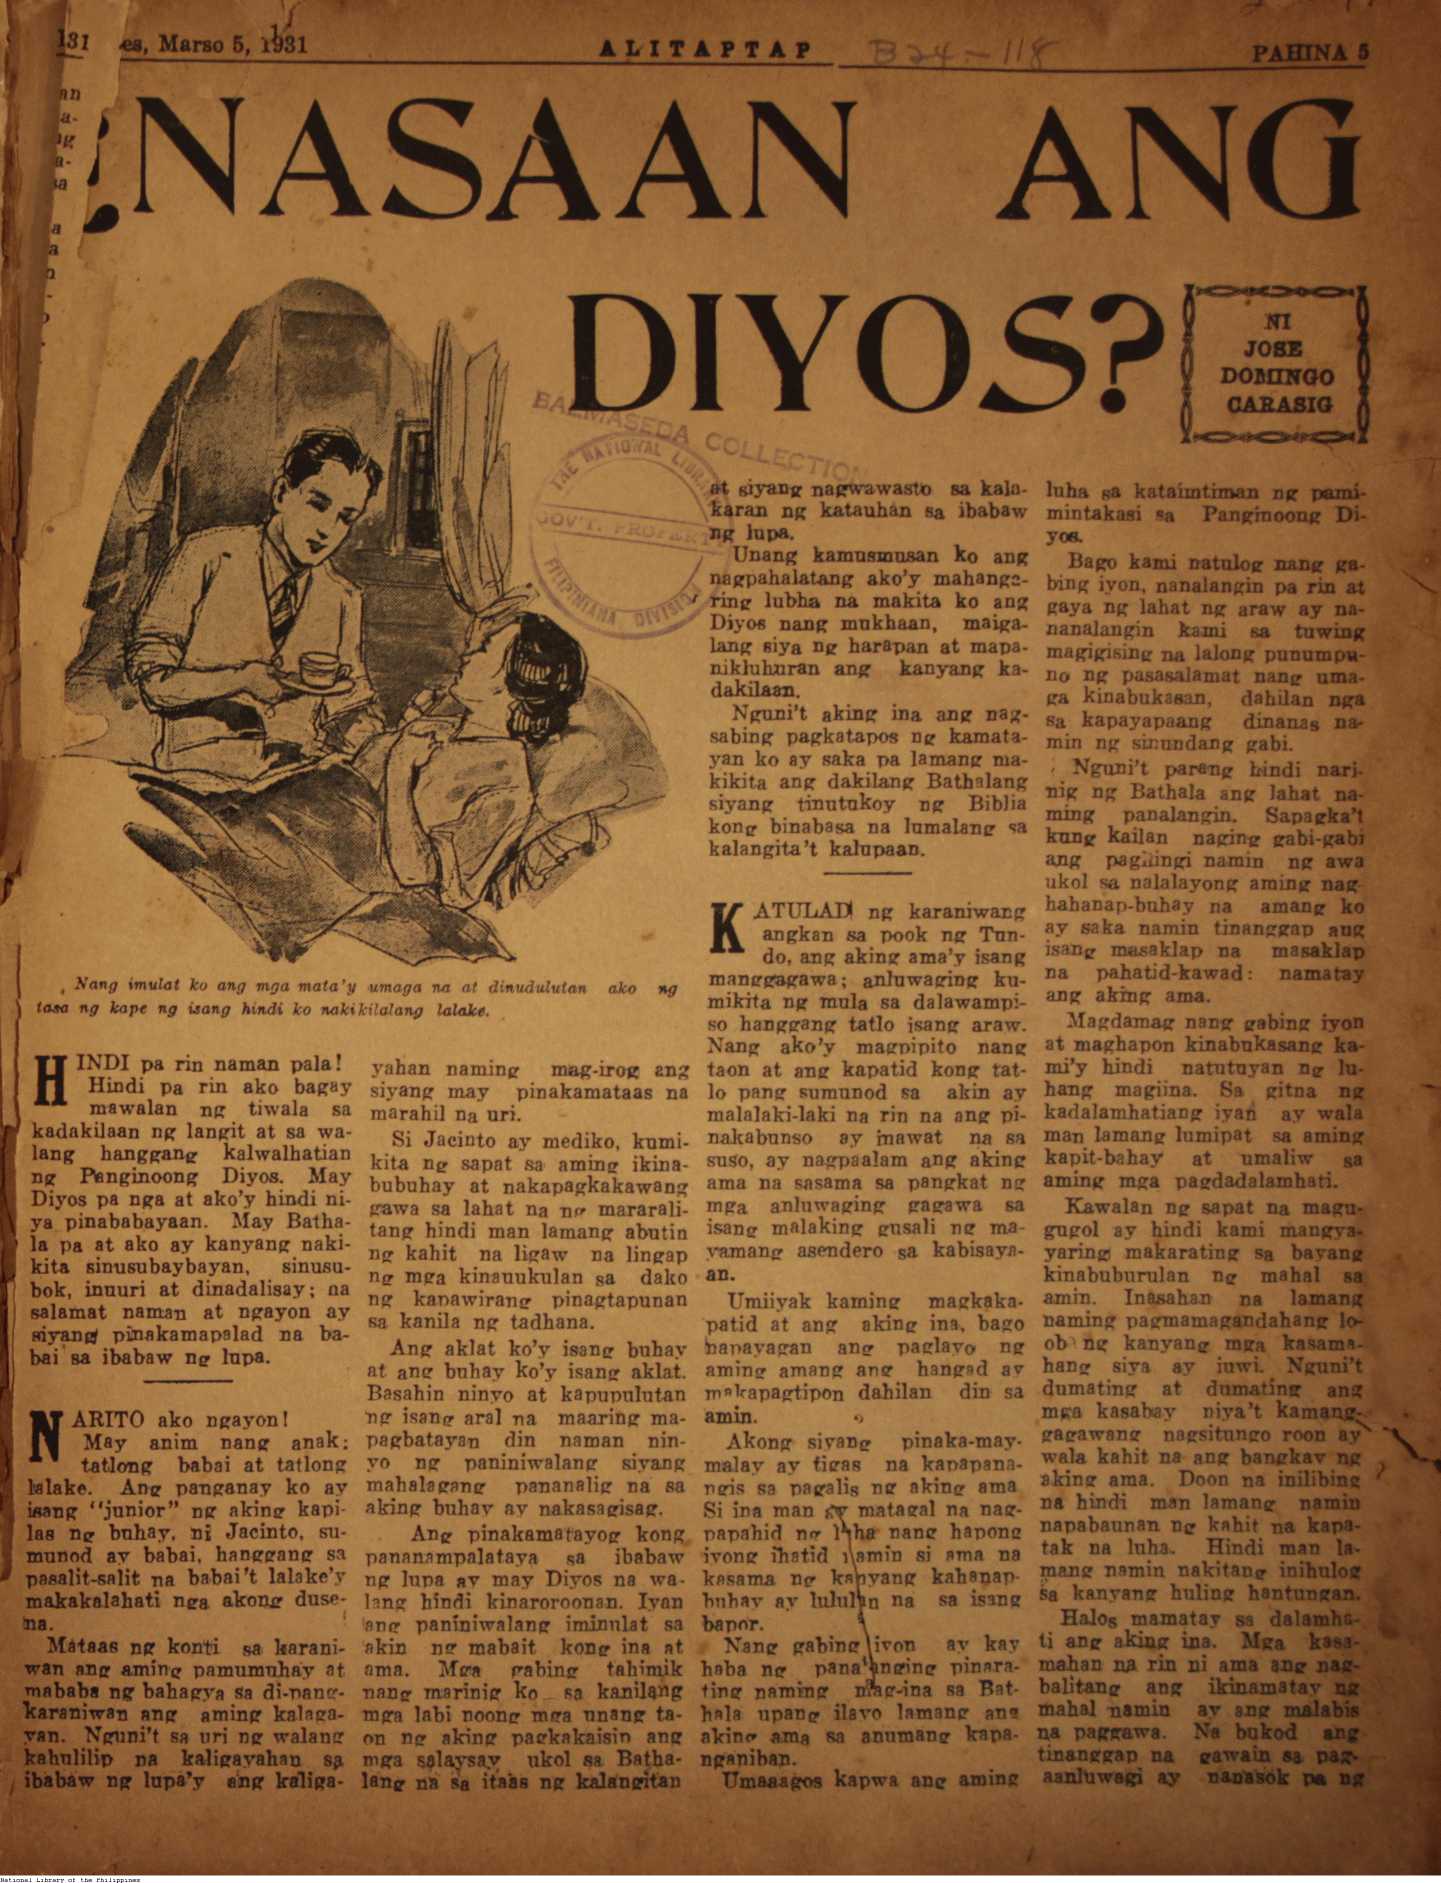 es, Marso 5, 1931
ALITAPTAP
B24-118
PAHINA 5
¿NASAAN ANG
DIYOS?
NI
JOSE
DOMINGO
CARASIG
BALMASEDA COLLECTION
THE NATIONAL LIBRARY
GOV'T. PROPERTY
FILIPINIANA DIVISIO
Nang imulat ko ang mga mata'y umaga na at dinudulutan ako ng
tasa ng kape ng isang hindi ko nakikilalang lalake.
HINDI pa rin naman pala!
Hindi pa rin ako bagay
mawalan ng tiwala sa
kadakilaan ng langit at sa wa-
lang hanggang kalwalhatian
ng Penginoong Diyos. May
Diyos pa nga at ako'y hindi ni-
ya pinababayaan. May Batha-
la pa at ako ay kanyang naki-
kita sinusubaybayan, sinusu-
bok, inuuri at dinadalisay; na
salamat naman at ngayon ay
siyang pinakamapalad na ba-
bai sa ibabaw ng lupa.
NARITO ako ngayon!
May anim nang anak;
tatlong babai at tatlong
lalake. Ang panganay ko ay
isang "junior" ng aking kapi-
las ng buhay, ni Jacinto, su-
munod ay babai, hanggang sa
pasalit-salit na babai't lalake'y
makakalahati nga akong duse-
na.
Mataas ng konti sa karani-
wan ang aming pamumuhay at
mababa ng bahagya sa di-pang-
karaniwan ang aming kalaga-
yan. Nguni't sa uri ng walang
kahulilip na kaligayahan sa
ibabaw ng lupa'y ang kaliga-
yahan naming mag-irog ang
siyang may pinakamataas na
marahil na uri.
Si Jacinto ay mediko, kumi-
kita ng sapat sa aming ikina-
bubuhay at nakapagkakawang
gawa sa lahat na ng mararali-
tang hindi man lamang abutin
ng kahit na ligaw na lingap
ng mga kinauukulan sa dako
ng kapawirang pinagtapunan
sa kanila ng tadhana.
Ang aklat ko'y isang buhay
at ang buhay ko'y isang aklat.
Basahin ninyo at kapupulutan
ng isang aral na maaring ma-
pagbatayan din naman nin-
yo ng paniniwalang siyang
mahalagang pananalig na sa
aking buhay ay nakasagisag.
Ang pinakamatayog kong
pananampalataya sa ibabaw
ng lupa ay may Diyos na wa-
lang hindi kinaroroonan. Iyan
ang paniniwalang iminulat sa
akin ng mabait kong ina at
ama. Mga gabing tahimik
nang marinig ko sa kanilang
mga labi noong mga unang ta-
on ng aking pagkakaisip ang
mga salaysay ukol sa Batha-
lang na sa itaas ng kalangitan
at siyang nagwawasto sa kala-
karan ng katauhan sa ibabaw
ng lupa.
Unang kamusmusan ko ang
nagpahalatang ako'y mahanga-
ring lubha na makita ko ang
Diyos nang mukhaan, maiga-
lang siya ng harapan at mapa-
nikluhuran ang kanyang ka-
dakilaan.
Nguni't aking ina ang nag-
sabing pagkatapos ng kamata-
yan ko ay saka pa lamang ma-
kikita ang dakilang Bathalang
siyang tinutukoy ng Biblia
kong binabasa na lumalang sa
kalangita't kalupaan.
KATULAD ng karaniwang
angkan sa pook ng Tun-
do, ang aking ama'y isang
manggagawa; anluwaging ku-
mikita ng mula sa dalawampi-
so hanggang tatlo isang araw.
Nang ako'y magpipito nang
taon at ang kapatid kong tat-
lo pang sumunod sa akin ay
malalaki-laki na rin na ang pi-
nakabunso ay inawat na sa
suso, ay nagpaalam ang aking
ama na sasama sa pangkat ng
mga anluwaging gagawa sa
isang malaking gusali ng ma-
yamang asendero sa kabisaya-
an.
Umiiyak kaming magkaka-
patid at ang aking ina, bago
napayagan ang paglayo ng
aming amang ang hangad ay
makapagtipon dahilan din sa
amin.
Akong siyang pinaka-may-
malay ay tigas na kapapana-
ngis sa pagalis ng aking ama
Si ina man ay matagal na nag-
papahid ng luha nang hapong
iyong ihatid namin si ama na
kasama ng kanyang kahanap-
buhay ay lululan na sa isang
bapor.
Nang gabing iyon ay kay
haba ng panalanging pinara-
ting naming mag-ina sa Bat-
hala upang ilayo lamang ang
aking ama sa anumang kapa-
nganiban.
Umaagos kapwa ang aming
luha sa kataimtiman ng pami-
mintakasi sa Panginoong Di-
yos.
Bago kami natulog nang ga-
bing iyon, nanalangin pa rin at
gaya ng lahat ng araw ay na-
nanalangin kami sa tuwing
magigising na lalong punumpu-
no ng pasasalamat nang uma-
ga kinabukasan, dahilan nga
sa kapayapaang dinanas na-
min ng sinundang gabi.
Nguni't parang hindi nari-
nig ng Bathala ang lahat na-
ming panalangin. Sapagka't
kung kailan naging gabi-gabi
ang paghingi namin ng awa
ukol sa nalalayong aming nag-
hahanap-buhay na amang ko
ay saka namin tinanggap ang
isang masaklap na masaklap
na pahatid-kawad: namatay
ang aking ama.
Magdamag nang gabing iyon
at maghapon kinabukasang ka-
mi'y hindi natutuyan ng lu-
hang magiina. Sa gitna ng
kadalamhatiang iyan ay wala
man lamang lumipat sa aming
kapit-bahay at umaliw sa
aming mga pagdadalamhati.
Kawalan ng sapat na magu-
gugol ay hindi kami mangya-
yaring makarating sa bayang
kinabuburulan ng mahal sa
amin. Inasahan na lamang
naming pagmamagandahang lo-
ob ng kanyang mga kasama-
hang siya ay iuwi. Nguni't
dumating at dumating ang
mga kasabay niya't kamang-
gagawang nagsitungo roon ay
wala kahit na ang bangkay ng
aking ama. Doon na inilibing
na hindi man lamang namin
napabaunan ng kahit na kapa-
tak na luha. Hindi man la-
mang namin nakitang inihulog
sa kanyang huling hantungan.
Halos mamatay sa dalamha-
ti ang aking ina. Mga kasa-
mahan na rin ni ama ang nag-
balitang ang ikinamatay ng
mahal namin ay ang malabis
na paggawa. Na bukod ang
tinanggap na gawain sa pag-
aanluwagi ay nanasok pa ng
National Library of the Philippines